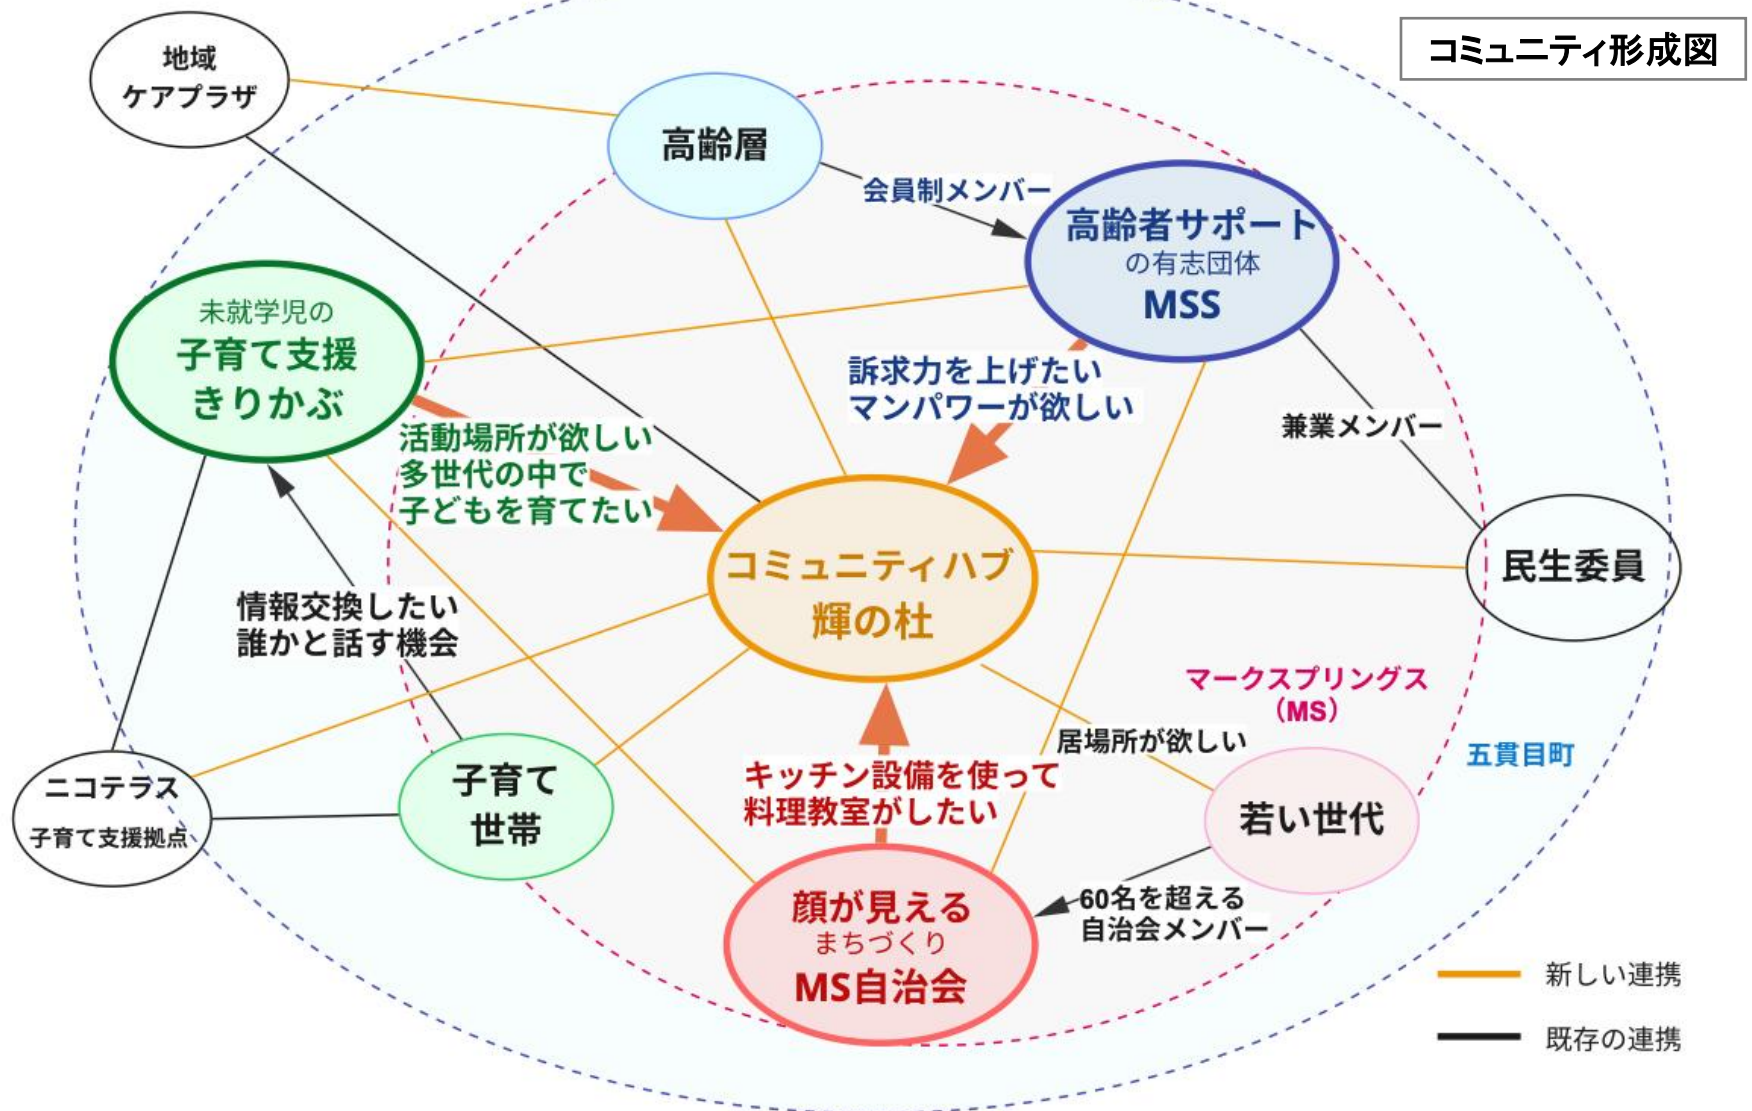 コミュニティ形成図
地域
ケアプラザ
高齢層
会員制メンバー
高齢者サポート
の有志団体
MSS
未就学児の
子育て支援
きりかぶ
訴求力を上げたい
マンパワーが欲しい
兼業メンバー
活動場所が欲しい
多世代の中で
子どもを育てたい
コミュニティハブ
輝の杜
民生委員
情報交換したい
誰かと話す機会
マークスプリングス
（MS）
五貫目町
居場所が欲しい
ニコテラス
子育て支援拠点
子育て
世帯
キッチン設備を使って
料理教室がしたい
若い世代
60名を超える
自治会メンバー
顔が見える
まちづくり
MS自治会
新しい連携
既存の連携